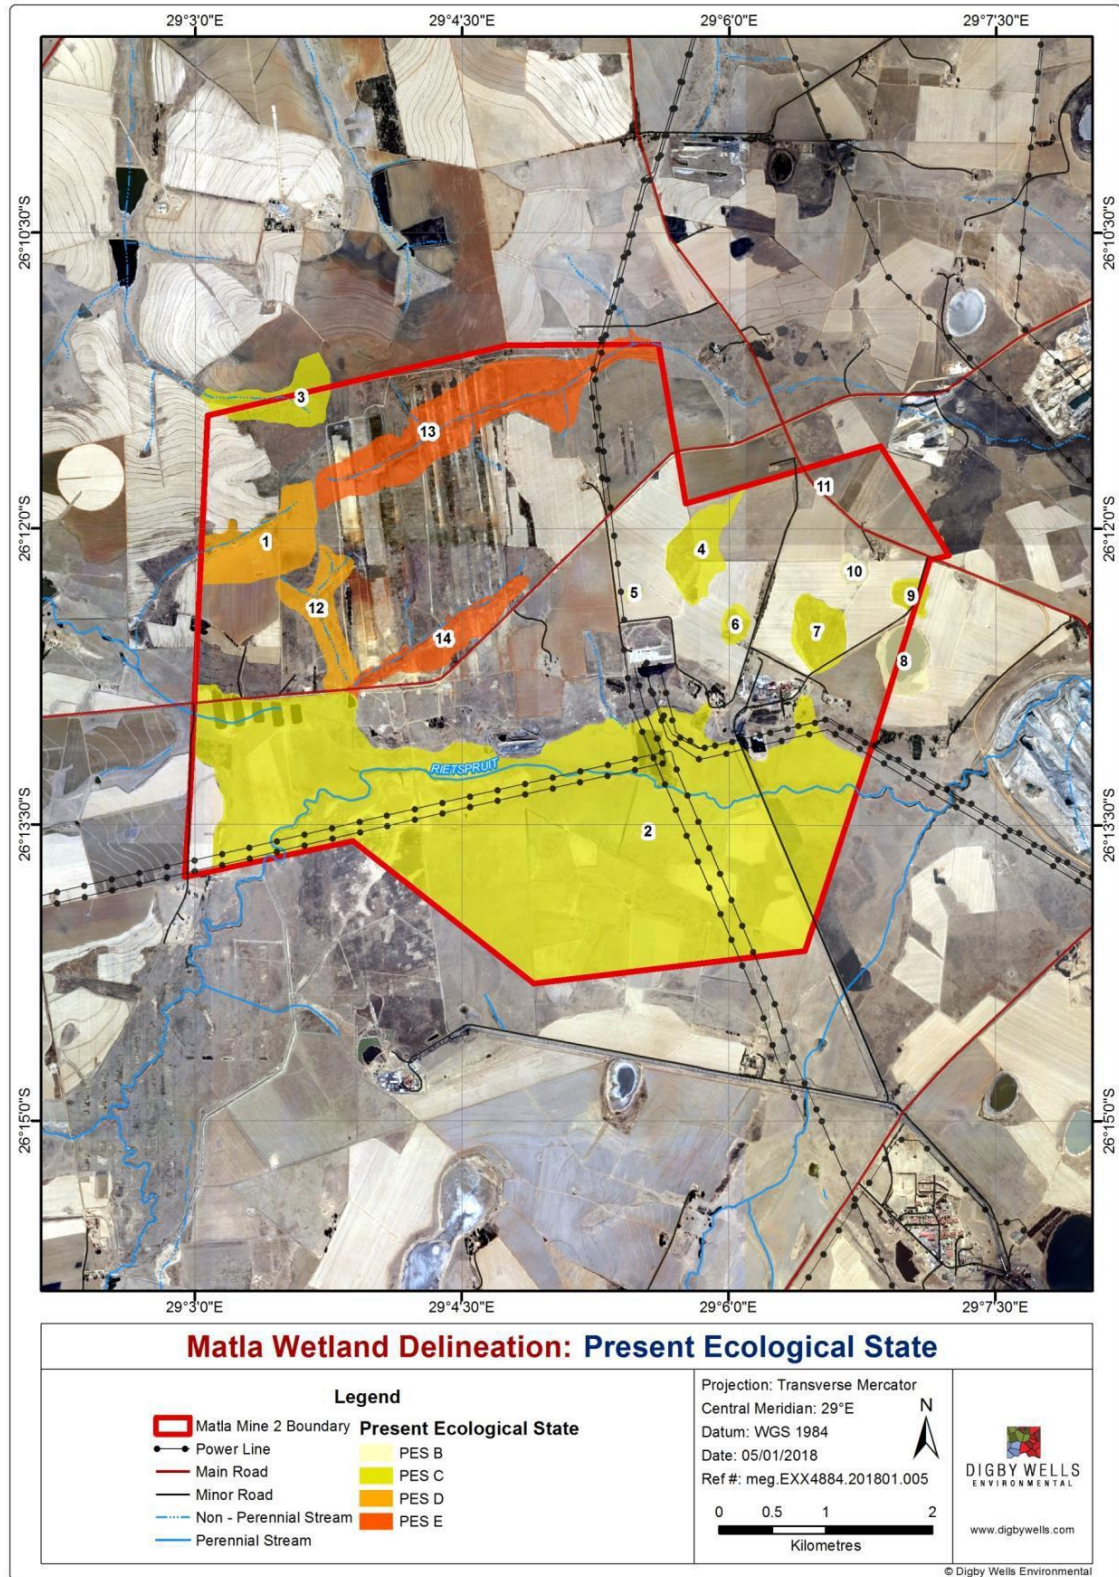 29°3'0"E 29°4'30"E 29°6'0"E 29°7'30"E
26°10'30"S 26°10'30"S
3
13
11
26°12'0"S 26°12'0"S
1
4
10
5
12
9
6
7
14
8
RIETSPRUIT
2
26°13'30"S 26°13'30"S
26°15'0"S 26°15'0"S
29°3'0"E 29°4'30"E 29°6'0"E 29°7'30"E
Matla Wetland Delineation: Present Ecological State
Legend
Matla Mine 2 Boundary
Power Line
Main Road
Minor Road
Non - Perennial Stream
Perennial Stream
Present Ecological State
PES B
PES C
PES D
PES E
Projection: Transverse Mercator
Central Meridian: 29°E
Datum: WGS 1984
Date: 05/01/2018
Ref #: meg.EXX4884.201801.005
N
0 0.5 1 2
Kilometres
DIGBY WELLS
ENVIRONMENTAL
www.digbywells.com
© Digby Wells Environmental